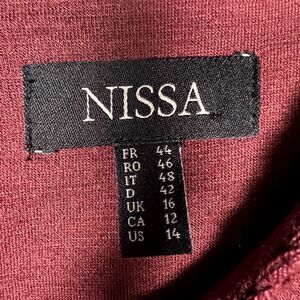 NISSA
FR 44
RO 46
IT 48
D 42
UK 16
CA 12
US 14